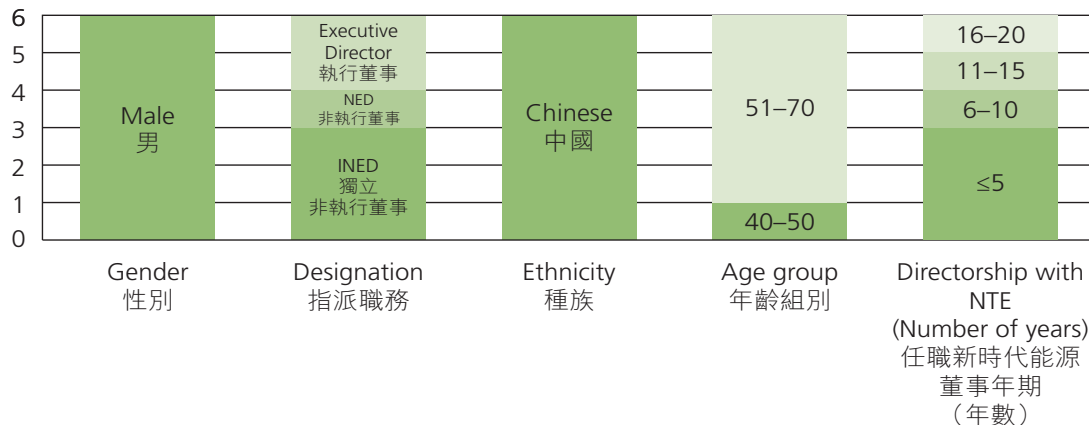 6
5
4
3
2
1
0
Male
男
Executive
Director
執行董事
NED
非執行董事
INED
獨立
非執行董事
Chinese
中國
51–70
40–50
16–20
11–15
6–10
≤5
Gender
性別
Designation
指派職務
Ethnicity
種族
Age group
年齡組別
Directorship with
NTE
(Number of years)
任職新時代能源
董事年期
（年數）